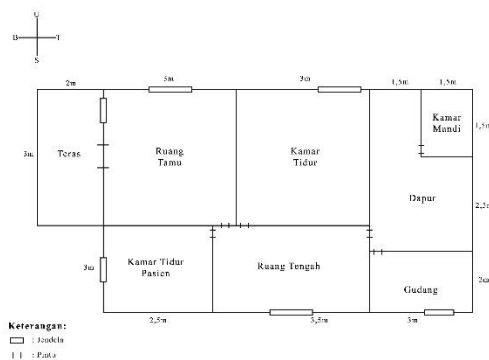 U
B T
S
2m
3m
3m
1,5m
1,5m
3m
Teras
Ruang
Tamu
Kamar
Tidur
Kamar
Mandi
1,5m
Dapur
2,5m
3m
Kamar Tidur
Pasien
Ruang Tengah
Gudang
2m
2,5m
3,5m
3m
Keterangan:
: Jendela
: Pintu